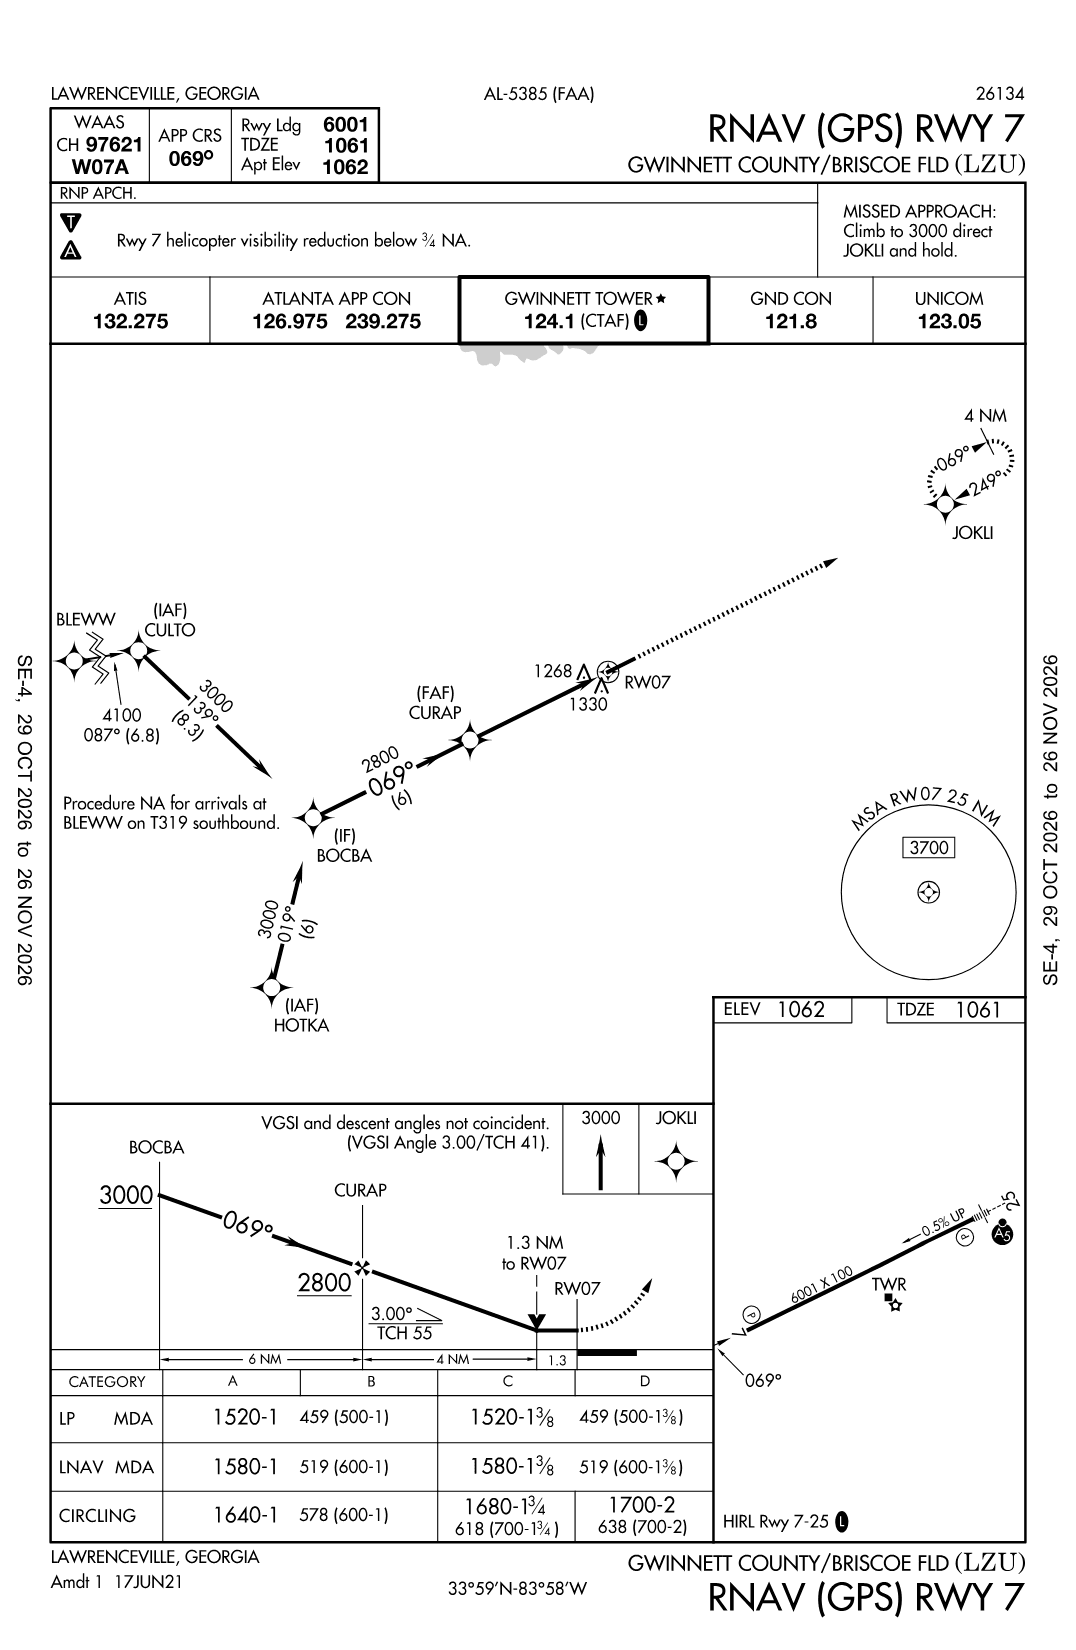 LAWRENCEVILLE, GEORGIA
AL-5385 (FAA)
26134
WAAS
CH 97621
W07A
APP CRS
069°
Rwy Ldg 6001
TDZE 1061
Apt Elev 1062
RNAV (GPS) RWY 7
GWINNETT COUNTY/BRISCOE FLD (LZU)
RNP APCH.
T
A
Rwy 7 helicopter visibility reduction below ¾ NA.
MISSED APPROACH:
Climb to 3000 direct
JOKLI and hold.
ATIS
132.275
ATLANTA APP CON
126.975 239.275
GWINNETT TOWER★
124.1 (CTAF) L
GND CON
121.8
UNICOM
123.05
4 NM
069°
249°
JOKLI
BLEWW
(IAF)
CULTO
4100
087° (6.8)
3000
139°
(8.3)
Procedure NA for arrivals at
BLEWW on T319 southbound.
(FAF)
CURAP
1268
RW07
1330
2800
069°
(6)
(IF)
BOCBA
3000
019°
(6)
(IAF)
HOTKA
MSA RW07 25 NM
3700
SE-4, 29 OCT 2026 to 26 NOV 2026
SE-4, 29 OCT 2026 to 26 NOV 2026
ELEV 1062
TDZE 1061
25
0.5% UP
P
A5
6001 X 100
TWR
P
069°
HIRL Rwy 7-25 L
VGSI and descent angles not coincident.
(VGSI Angle 3.00/TCH 41).
3000
JOKLI
BOCBA
3000
069°
CURAP
2800
3.00°
TCH 55
1.3 NM
to RW07
RW07
6 NM
4 NM
1.3
CATEGORY A B C D
LP MDA 1520-1 459 (500-1) 1520-1⅜ 459 (500-1⅜)
LNAV MDA 1580-1 519 (600-1) 1580-1⅜ 519 (600-1⅜)
CIRCLING 1640-1 578 (600-1)
1680-1¾
618 (700-1¾)
1700-2
638 (700-2)
LAWRENCEVILLE, GEORGIA
Amdt 1 17JUN21
33°59'N-83°58'W
GWINNETT COUNTY/BRISCOE FLD (LZU)
RNAV (GPS) RWY 7